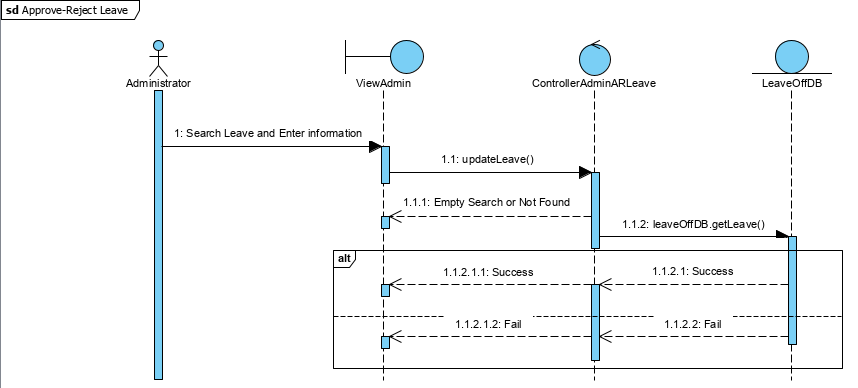 sd Approve-Reject Leave
Administrator
ViewAdmin
ControllerAdminARLeave
LeaveOffDB
1: Search Leave and Enter information
1.1: updateLeave()
1.1.1: Empty Search or Not Found
1.1.2: leaveOffDB.getLeave()
alt
1.1.2.1.1: Success
1.1.2.1: Success
1.1.2.1.2: Fail
1.1.2.2: Fail